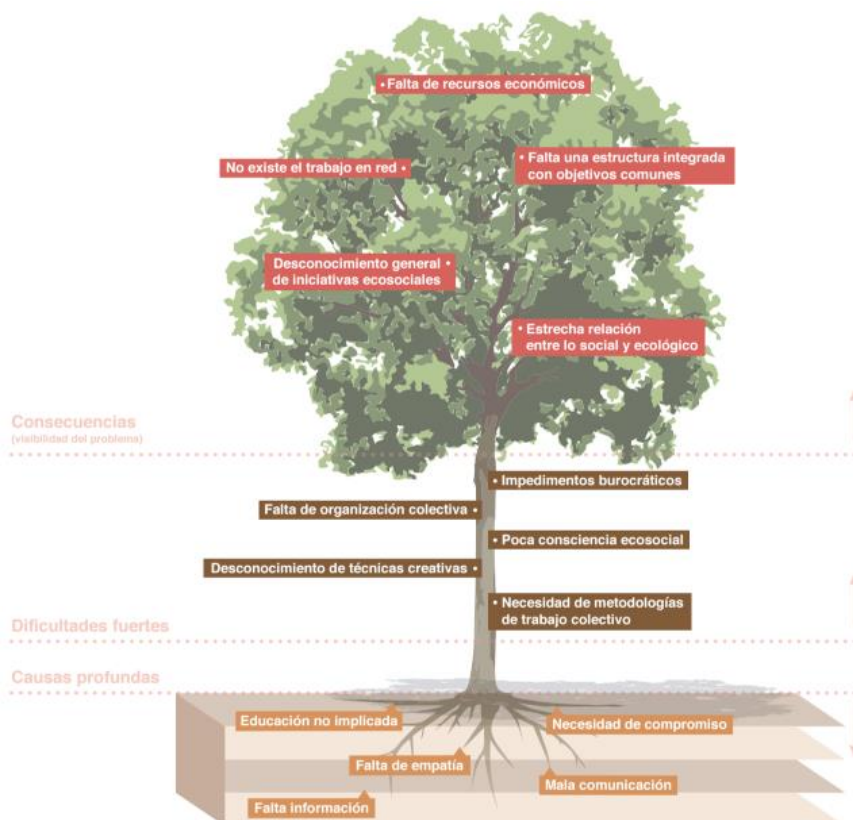 • Falta de recursos económicos
No existe el trabajo en red •
• Falta una estructura integrada
con objetivos comunes
Desconocimiento general •
de iniciativas ecosociales
• Estrecha relación
entre lo social y ecológico
Consecuencias
(visibilidad del problema)
• Impedimentos burocráticos
Falta de organización colectiva •
• Poca consciencia ecosocial
Desconocimiento de técnicas creativas •
• Necesidad de metodologías
de trabajo colectivo
Dificultades fuertes
Causas profundas
Educación no implicada
Necesidad de compromiso
Falta de empatía
Mala comunicación
Falta información